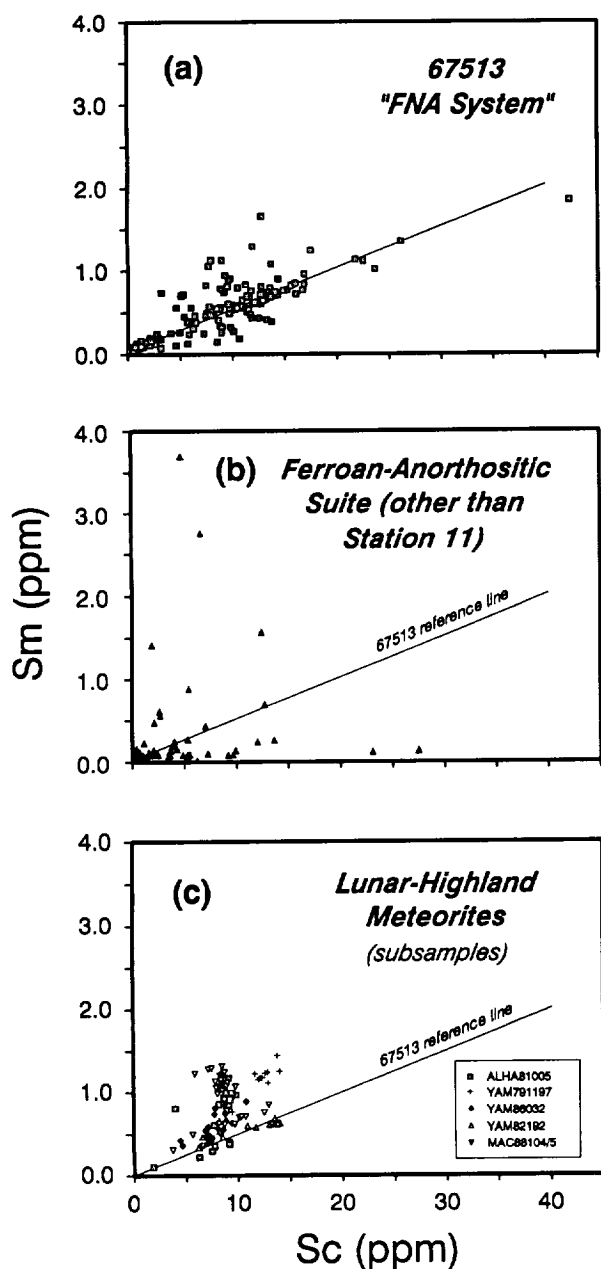 4.0
(a)
67513
"FNA System"
3.0
2.0
1.0
0.0
4.0
(b)
Ferroan-Anorthositic
Suite (other than
Station 11)
3.0
2.0
67513 reference line
1.0
0.0
Sm (ppm)
4.0
(c)
Lunar-Highland
Meteorites
(subsamples)
3.0
2.0
67513 reference line
1.0
0.0
ALHA81005
YAM791197
YAM86032
YAM82192
MAC88104/5
0 10 20 30 40
Sc (ppm)